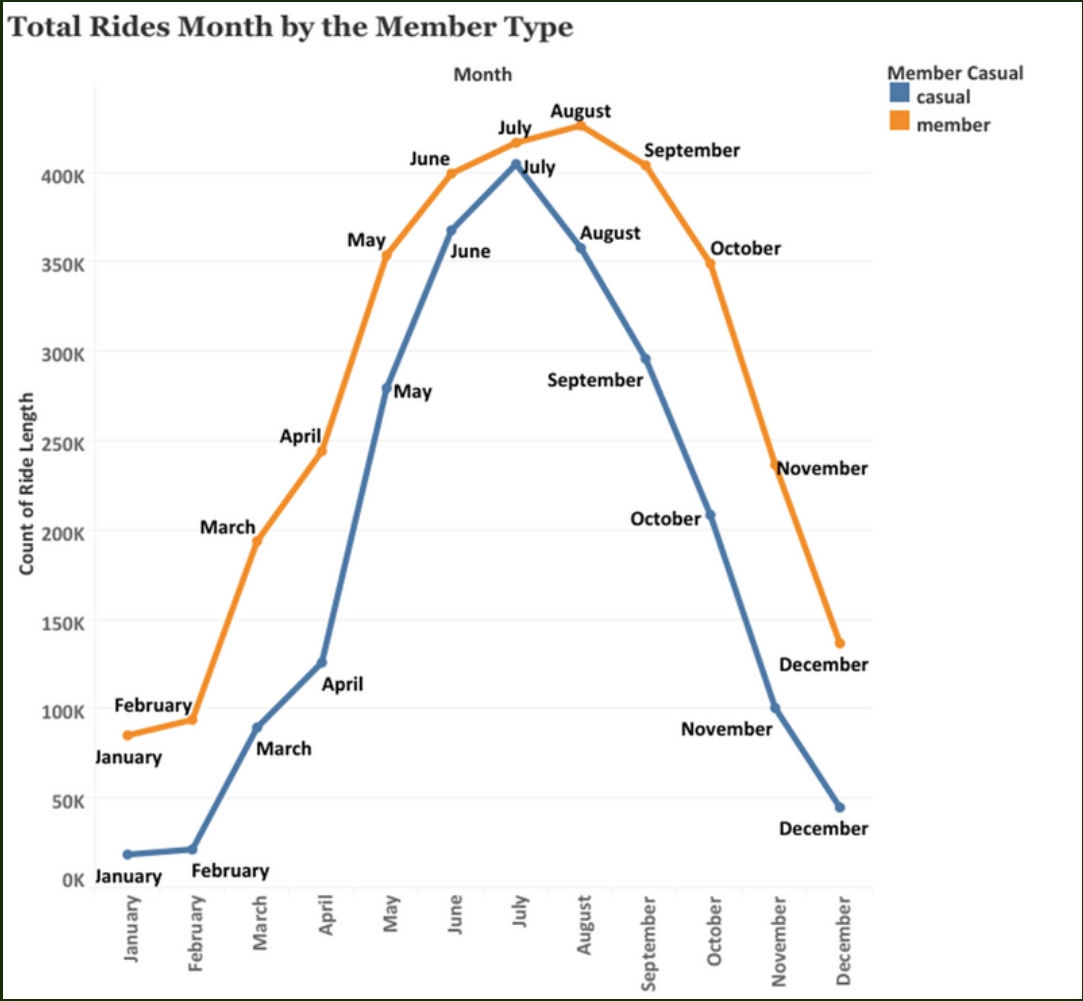 Total Rides Month by the Member Type
Month
Member Casual
casual
member
Count of Ride Length
400K
350K
300K
250K
200K
150K
100K
50K
0K
January
February
March
April
May
June
July
August
September
October
November
December
January
February
March
April
May
June
July
August
September
October
November
December
January
February
March
April
May
June
July
August
September
October
November
December